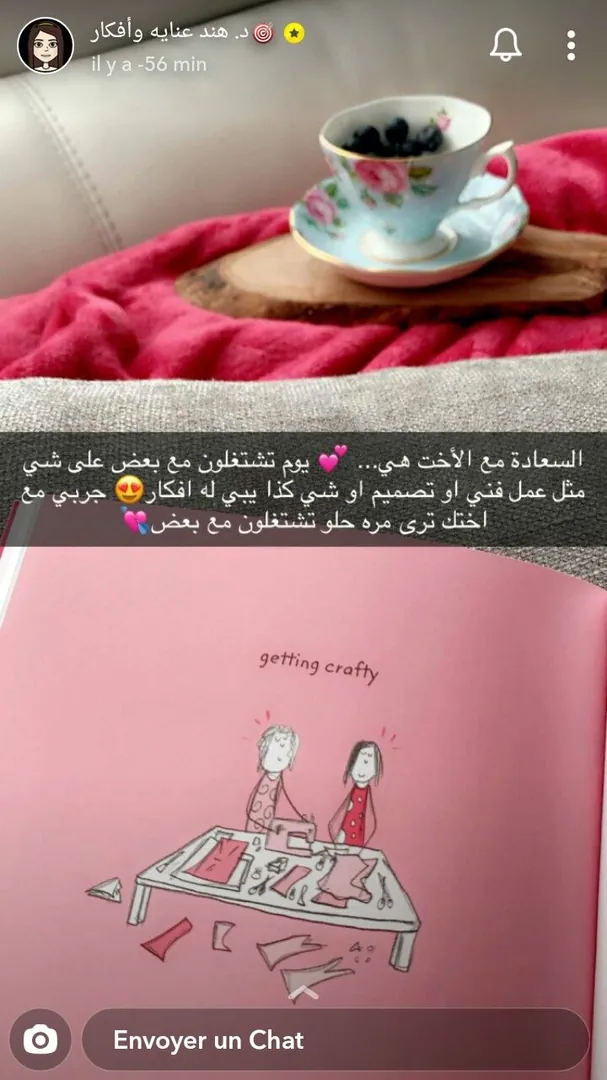 د. هند عنايه وأفكار🎯
il y a -56 min
السعادة مع الأخت هي... 💕 يوم تشتغلون مع بعض على شي
مثل عمل فني او تصميم او شي كذا يبي له افكار😍 جربي مع
اختك ترى مره حلو تشتغلون مع بعض💘
getting crafty
Envoyer un Chat